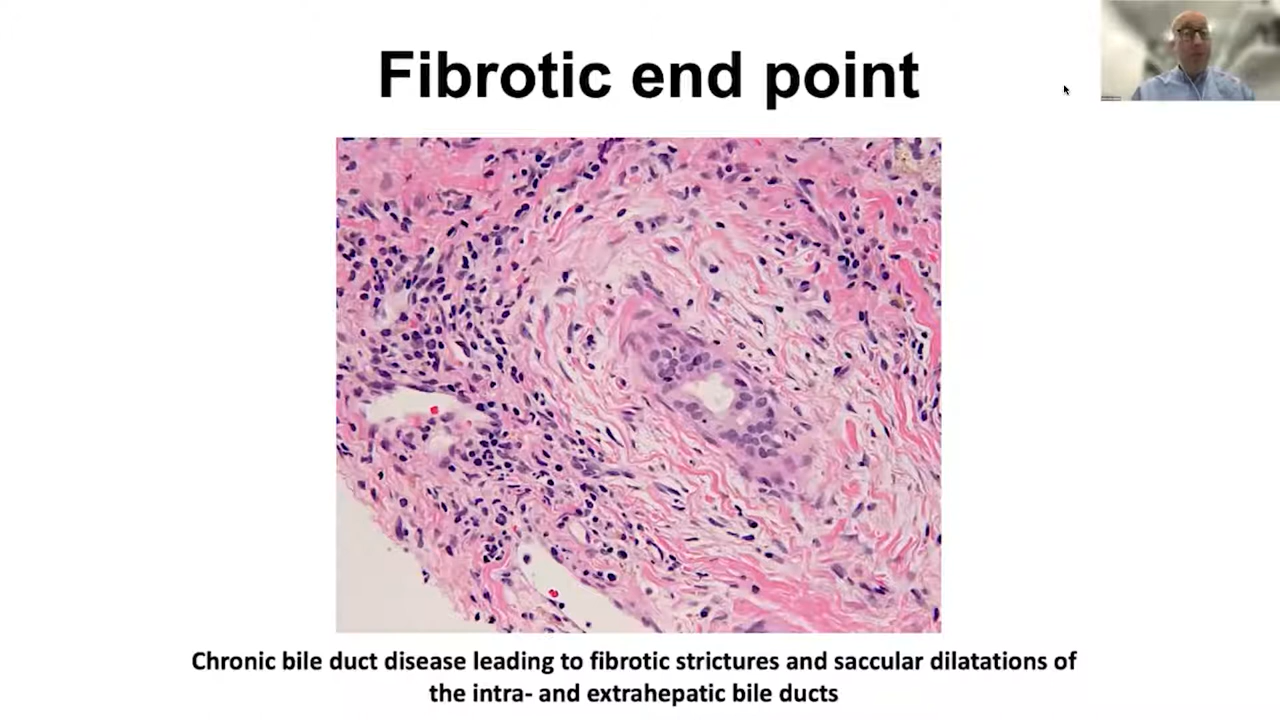 Fibrotic end point
Chronic bile duct disease leading to fibrotic strictures and saccular dilatations of
the intra- and extrahepatic bile ducts